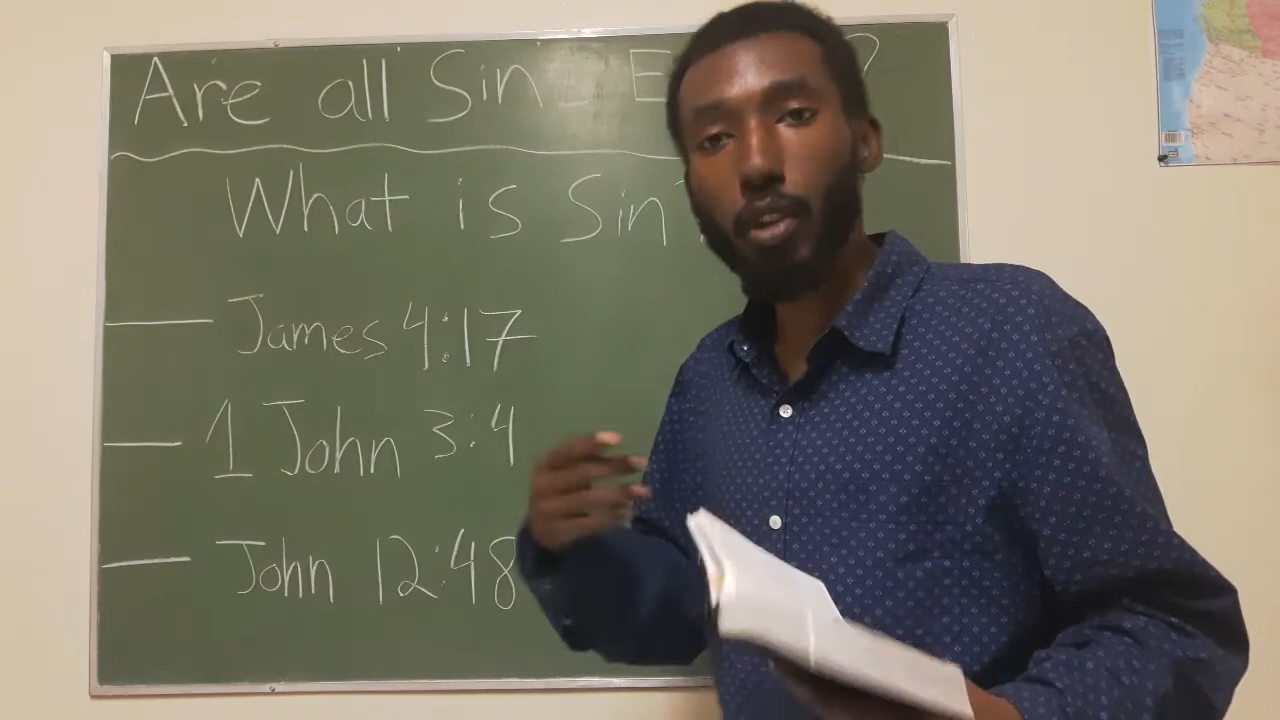 Are all Sin E ?
What is Sin?
James 4:17
1 John 3:4
John 12:48